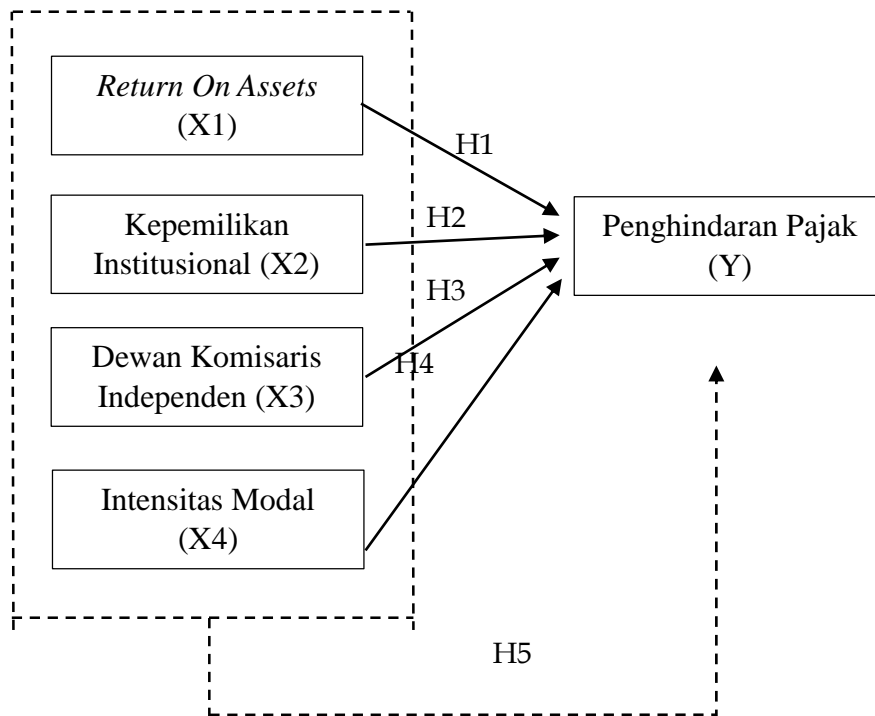 Return On Assets
(X1)
H1
Kepemilikan
Institusional (X2)
H2
Penghindaran Pajak
(Y)
H3
Dewan Komisaris
Independen (X3)
H4
Intensitas Modal
(X4)
H5